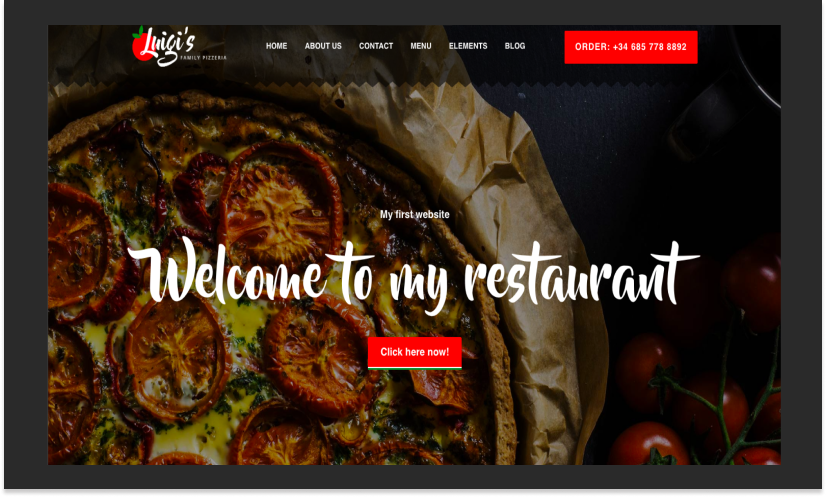 Luigi's
FAMILY PIZZERIA
HOME ABOUT US CONTACT MENU ELEMENTS BLOG
ORDER: +34 685 778 8892
My first website
Welcome to my restaurant
Click here now!